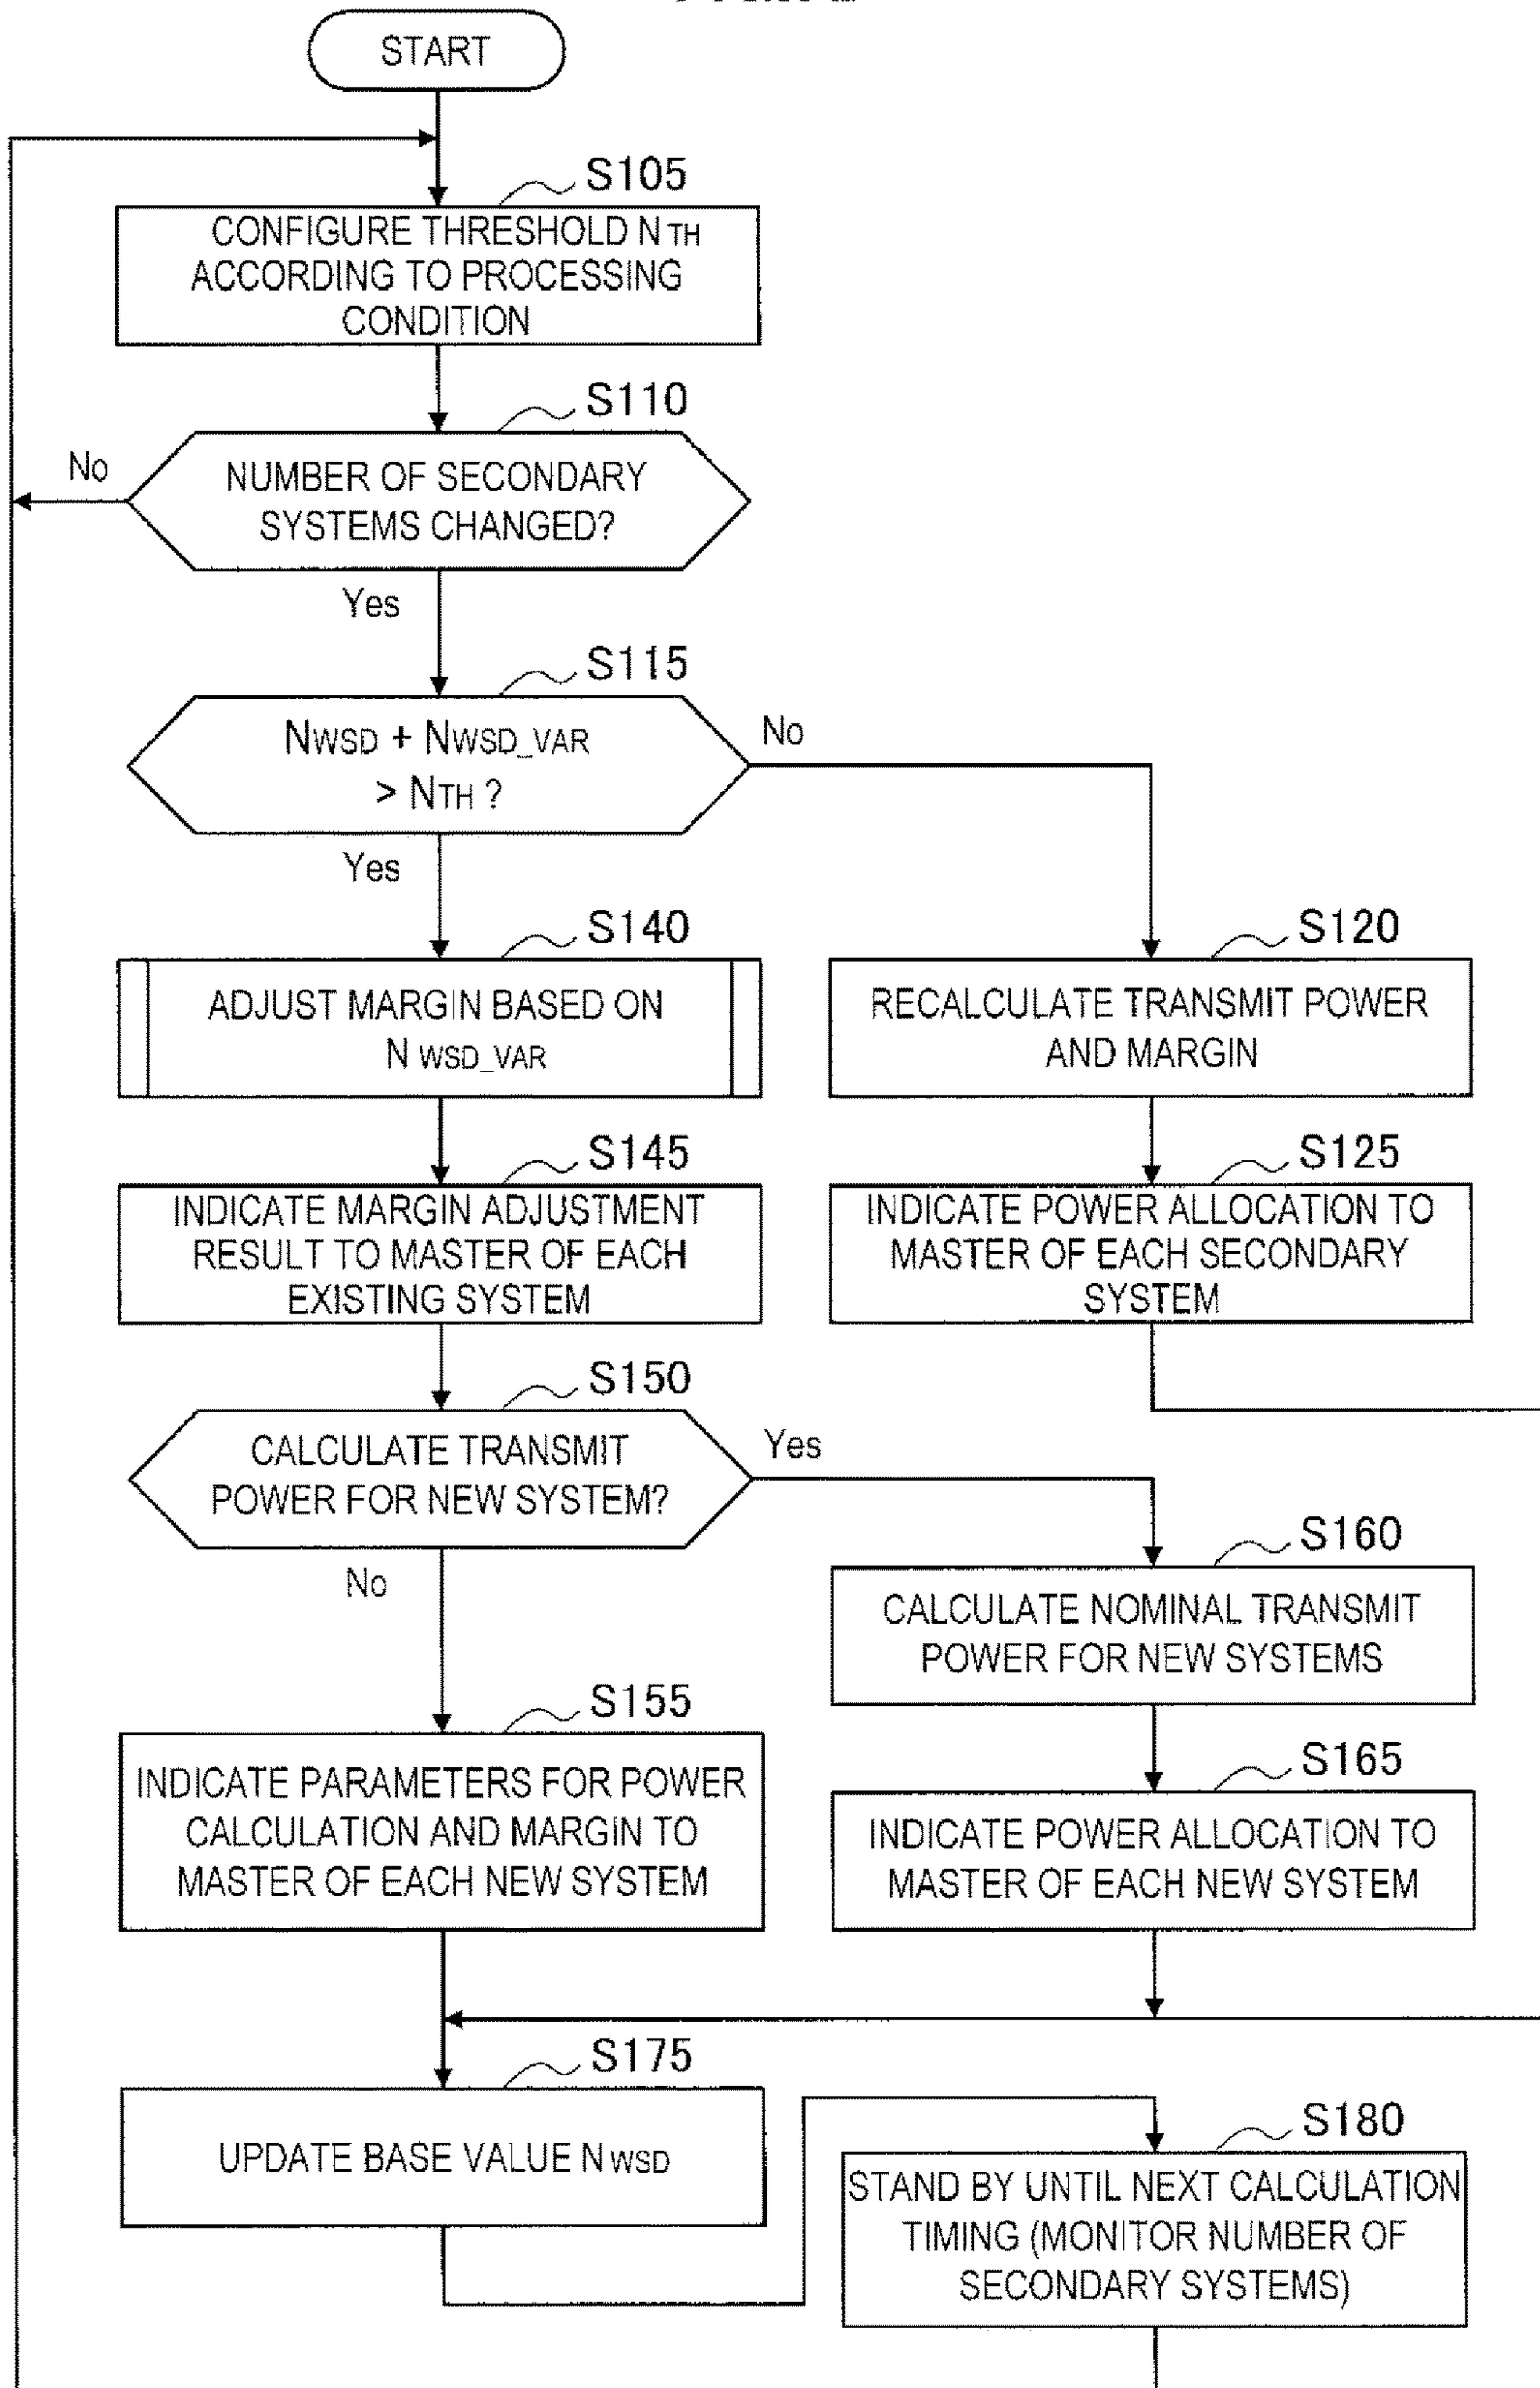 START
S105
CONFIGURE THRESHOLD NTH
ACCORDING TO PROCESSING
CONDITION
S110
No
NUMBER OF SECONDARY
SYSTEMS CHANGED?
Yes
S115
NWSD + NWSD_VAR
> NTH ?
No
Yes
S140
ADJUST MARGIN BASED ON
N WSD_VAR
S120
RECALCULATE TRANSMIT POWER
AND MARGIN
S145
INDICATE MARGIN ADJUSTMENT
RESULT TO MASTER OF EACH
EXISTING SYSTEM
S125
INDICATE POWER ALLOCATION TO
MASTER OF EACH SECONDARY
SYSTEM
S150
CALCULATE TRANSMIT
POWER FOR NEW SYSTEM?
Yes
No
S160
CALCULATE NOMINAL TRANSMIT
POWER FOR NEW SYSTEMS
S155
INDICATE PARAMETERS FOR POWER
CALCULATION AND MARGIN TO
MASTER OF EACH NEW SYSTEM
S165
INDICATE POWER ALLOCATION TO
MASTER OF EACH NEW SYSTEM
S175
UPDATE BASE VALUE NWSD
S180
STAND BY UNTIL NEXT CALCULATION
TIMING (MONITOR NUMBER OF
SECONDARY SYSTEMS)